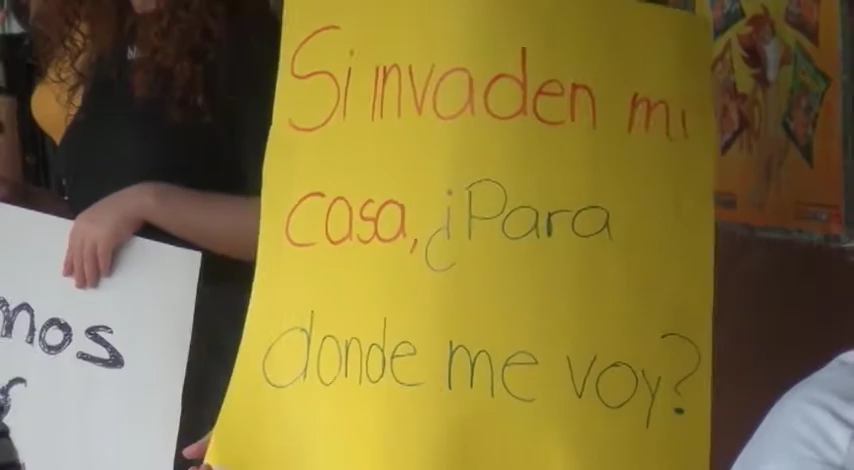 Si invaden mi
casa, ¿Para
donde me voy?
mos